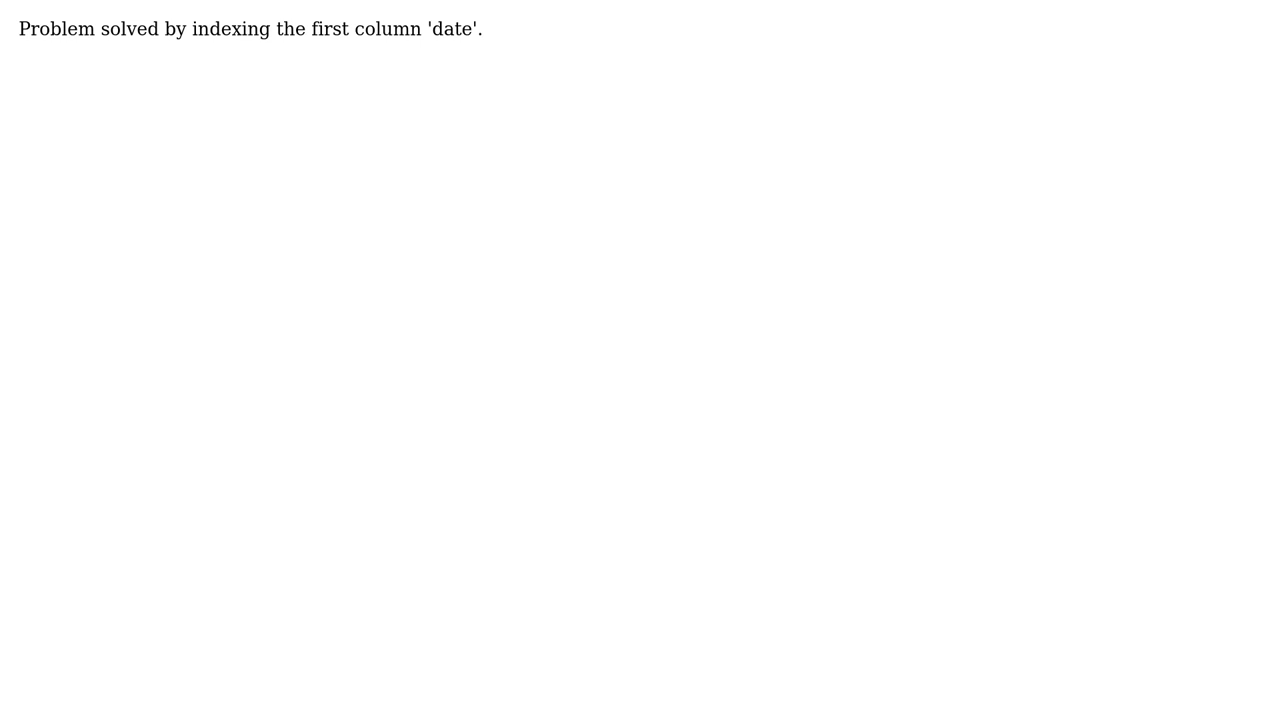 Problem solved by indexing the first column 'date'.